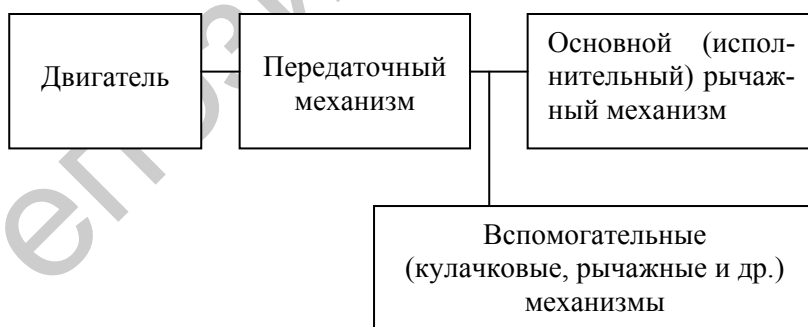 Двигатель
Передаточный
механизм
Основной (испол-
нительный) рычаж-
ный механизм
Вспомогательные
(кулачковые, рычажные и др.)
механизмы